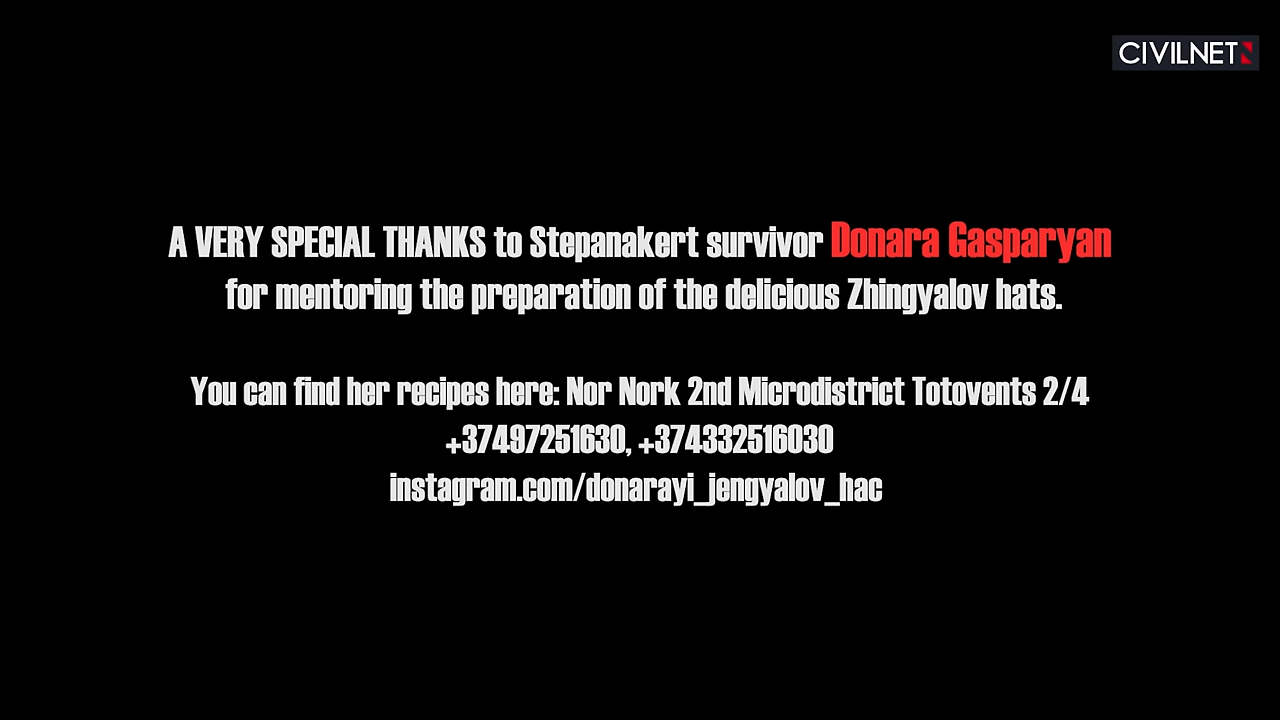 CIVILNET
A VERY SPECIAL THANKS to Stepanakert survivor Donara Gasparyan
for mentoring the preparation of the delicious Zhingyalov hats.
You can find her recipes here: Nor Nork 2nd Microdistrict Totovents 2/4
+37497251630, +374332516030
instagram.com/donarayi_jengyalov_hac